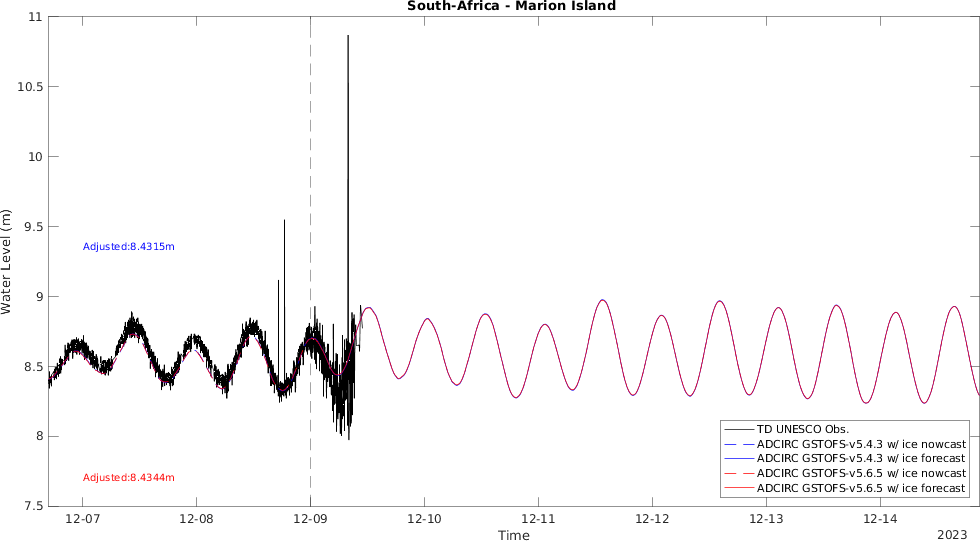 South-Africa - Marion Island
11
10.5
10
9.5
9
8.5
8
7.5
Water Level (m)
Adjusted:8.4315m
Adjusted:8.4344m
TD UNESCO Obs.
ADCIRC GSTOFS-v5.4.3 w/ ice nowcast
ADCIRC GSTOFS-v5.4.3 w/ ice forecast
ADCIRC GSTOFS-v5.6.5 w/ ice nowcast
ADCIRC GSTOFS-v5.6.5 w/ ice forecast
12-07 12-08 12-09 12-10 12-11 12-12 12-13 12-14
Time
2023